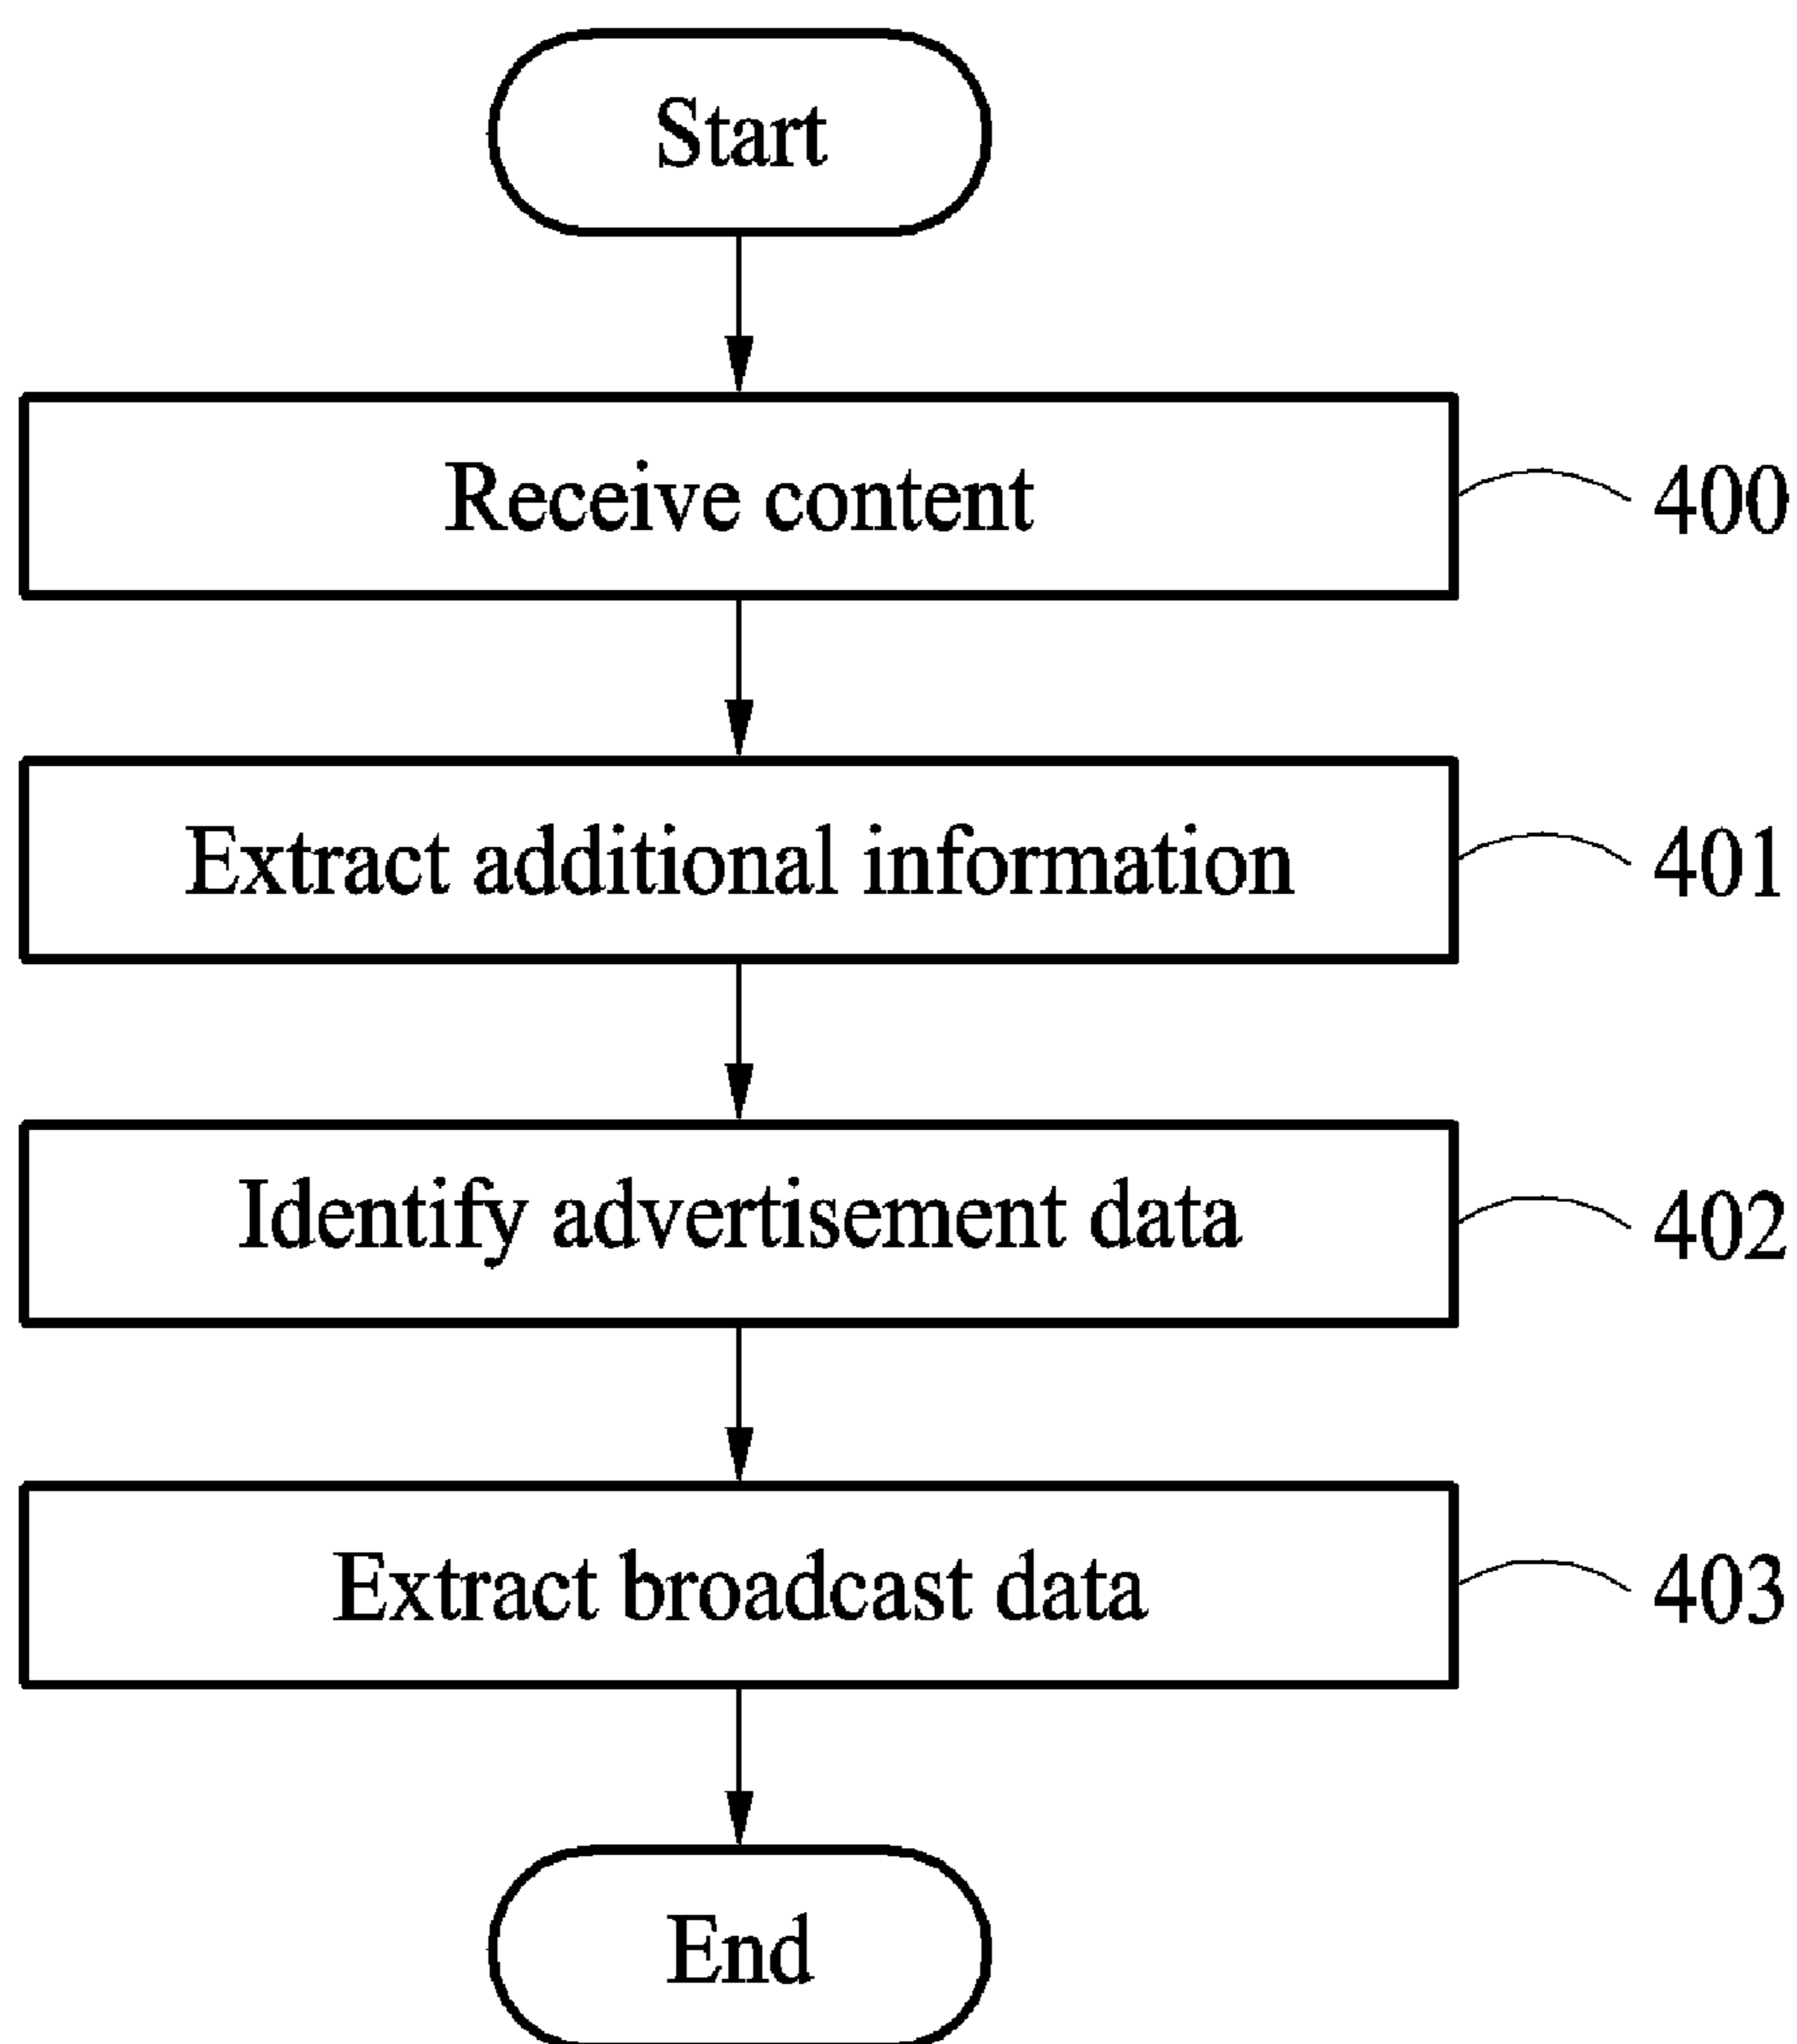 Start
Receive content
400
Extract additional information
401
Identify advertisement data
402
Extract broadcast data
403
End